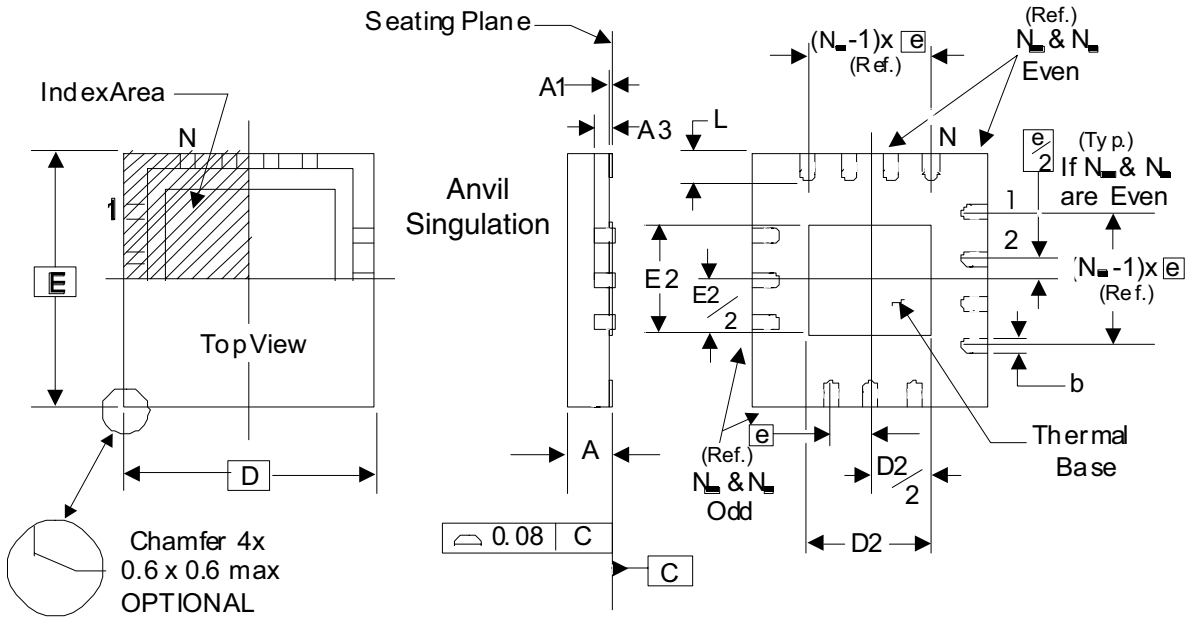 Seating Plane
Index Area
N
1
E
Top View
D
Chamfer 4x
0.6 x 0.6 max
OPTIONAL
A1
A3
Anvil
Singulation
A
0.08 C
C
L
E2
E2
2
(N -1)x e
(Ref.)
(Ref.)
N & N
Even
N
e
2
(Typ.)
If N & N
are Even
1
2
(N -1)x e
(Ref.)
b
Thermal
Base
e
(Ref.)
N & N
Odd
D2
2
D2